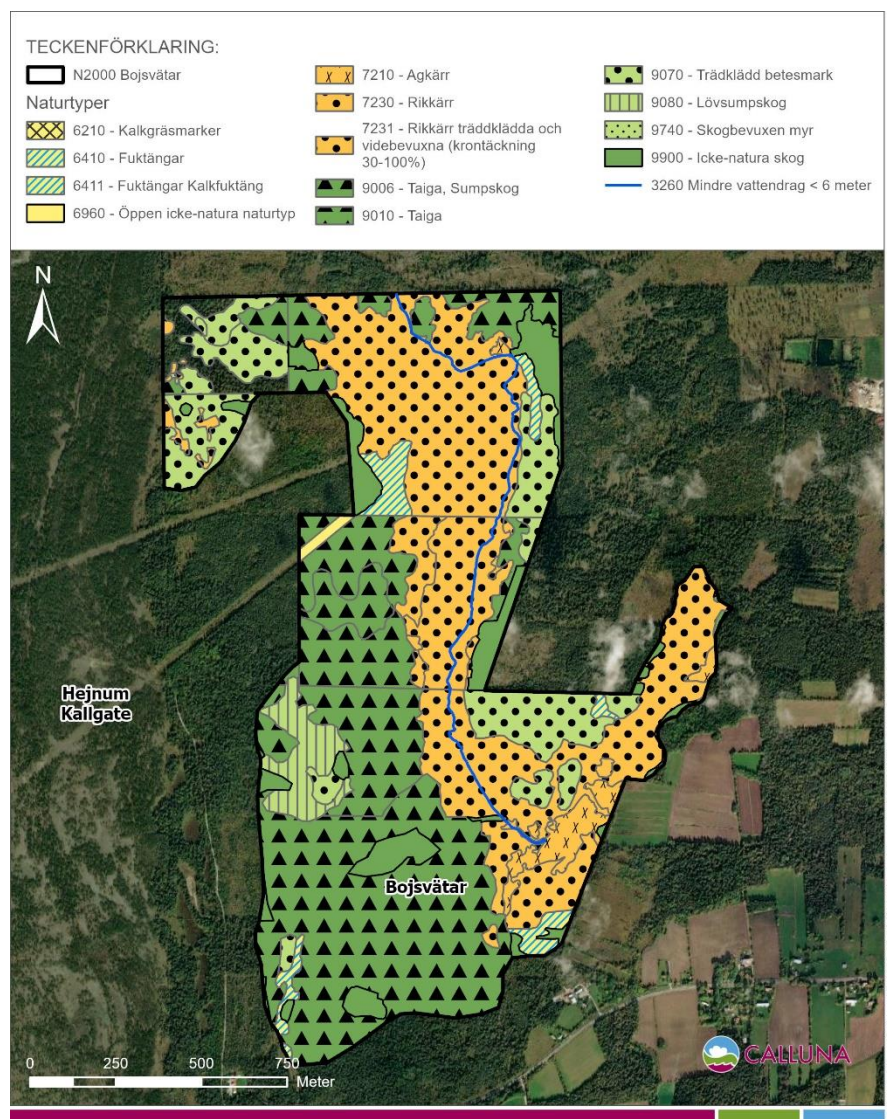 TECKENFÖRKLARING:
N2000 Bojsvätar
Naturtyper
6210 - Kalkgräsmarker
6410 - Fuktängar
6411 - Fuktängar Kalkfuktäng
6960 - Öppen icke-natura naturtyp
7210 - Agkärr
7230 - Rikkärr
7231 - Rikkärr träddklädda och
videbevuxna (krontäckning
30-100%)
9006 - Taiga, Sumpskog
9010 - Taiga
9070 - Trädklädd betesmark
9080 - Lövsumpskog
9740 - Skogbevuxen myr
9900 - Icke-natura skog
3260 Mindre vattendrag < 6 meter
N
Hejnum
Kallgate
Bojsvätar
0 250 500 750
Meter
CALLUNA